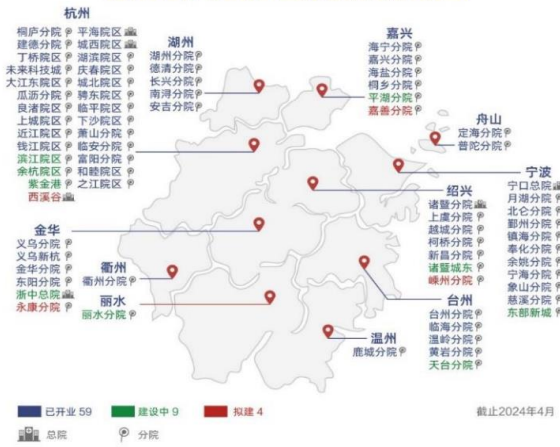 杭州
桐庐分院 平海院区
建德分院 城西院区
丁桥院区 湖滨院区
未来科技城 庆春院区
大江东院区 城北院区
瓜沥分院 骑东院区
良渚院区 临平院区
上城院区 下沙院区
近江院区 萧山分院
钱江院区 临安分院
滨江院区 富阳分院
余杭院区 和睦院区
紫金港 之江院区
西溪谷
湖州
湖州分院
德清分院
长兴分院
南浔分院
安吉分院
嘉兴
海宁分院
嘉兴分院
海盐分院
桐乡分院
平湖分院
嘉善分院
舟山
定海分院
普陀分院
宁波
宁口总院
月湖分院
北仑分院
鄞州分院
镇海分院
奉化分院
余姚分院
宁海分院
象山分院
慈溪分院
东部新城
绍兴
诸暨分院
上虞分院
越城分院
柯桥分院
新昌分院
诸暨城东
嵊州分院
金华
义乌分院
义乌新杭
金华分院
东阳分院
浙中总院
永康分院
衢州
衢州分院
丽水
丽水分院
台州
台州分院
临海分院
温岭分院
黄岩分院
天台分院
温州
鹿城分院
已开业 59 建设中 9 拟建 4
总院 分院
截止2024年4月